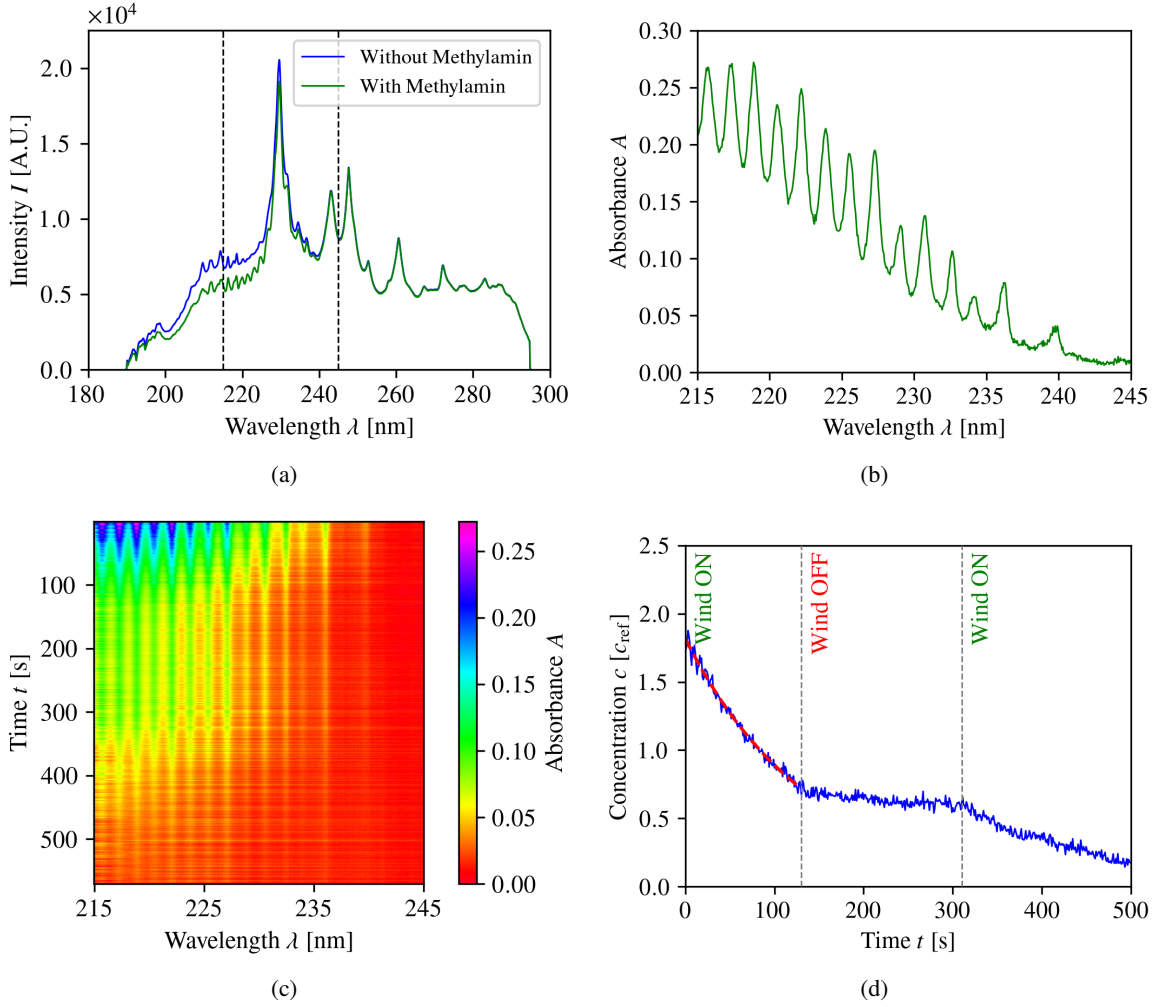 ×10⁴
Intensity I [A.U.]
2.0
1.5
1.0
0.5
0.0
180 200 220 240 260 280 300
Wavelength λ [nm]
Without Methylamin
With Methylamin
(a)
Absorbance A
0.30
0.25
0.20
0.15
0.10
0.05
0.00
215 220 225 230 235 240 245
Wavelength λ [nm]
(b)
Time t [s]
100
200
300
400
500
215 225 235 245
Wavelength λ [nm]
0.25
0.20
0.15
0.10
0.05
0.00
Absorbance A
(c)
Concentration c [c_ref]
2.5
2.0
1.5
1.0
0.5
0.0
Wind ON
Wind OFF
Wind ON
0 100 200 300 400 500
Time t [s]
(d)